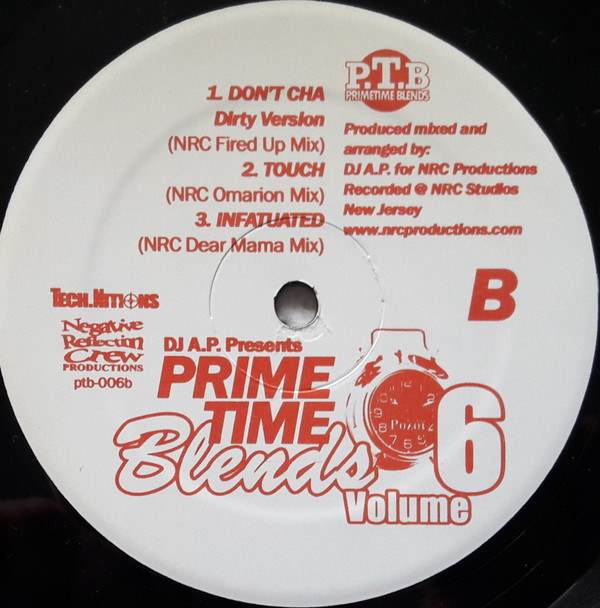 1. DON'T CHA
Dirty Version
(NRC Fired Up Mix)
2. TOUCH
(NRC Omarion Mix)
3. INFATUATED
(NRC Dear Mama Mix)
P.T.B
PRIMETIME BLENDS
Produced mixed and
arranged by:
DJ A.P. for NRC Productions
Recorded @ NRC Studios
New Jersey
www.nrcproductions.com
B
TECH.NITIONS
Negative
Reflection
Crew
PRODUCTIONS
ptb-006b
DJ A.P. Presents
PRIME
TIME
Blends
Volume
6